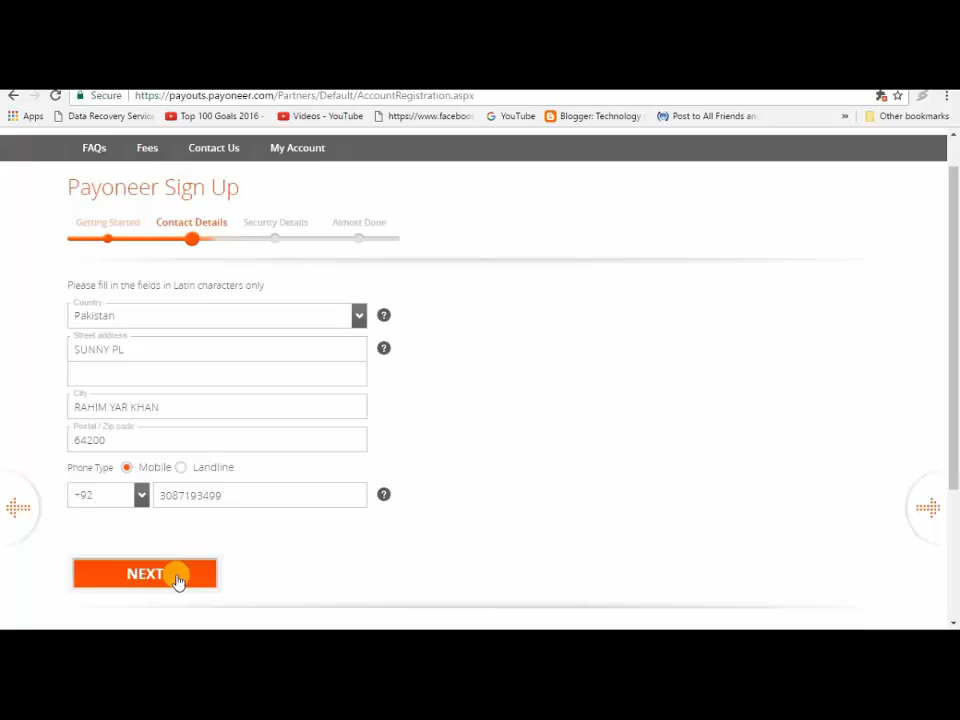 Secure https://payouts.payoneer.com/Partners/Default/AccountRegistration.aspx
Apps Data Recovery Servic Top 100 Goals 2016 - Videos - YouTube https://www.faceboo YouTube Blogger: Technology Post to All Friends an » Other bookmarks
FAQs Fees Contact Us My Account
Payoneer Sign Up
Getting Started Contact Details Security Details Almost Done
Please fill in the fields in Latin characters only
Country
Pakistan
Street address
SUNNY PL
City
RAHIM YAR KHAN
Postal / Zip code
64200
Phone Type Mobile Landline
+92 3087193499
NEXT